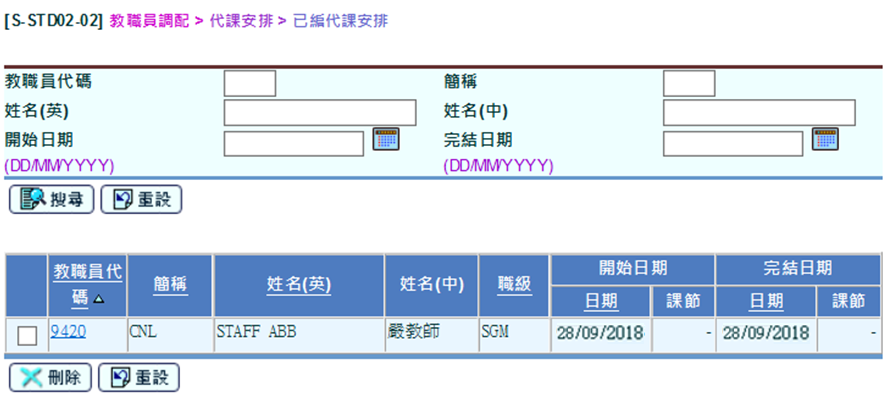 [S-STD02-02] 教職員調配 > 代課安排 > 已編代課安排
教職員代碼 簡稱
姓名(英) 姓名(中)
開始日期 完結日期
(DD/MM/YYYY) (DD/MM/YYYY)
搜尋 重設
教職員代碼 簡稱 姓名(英) 姓名(中) 職級 開始日期 完結日期
日期 課節 日期 課節
9420 CNL STAFF ABB 嚴教師 SGM 28/09/2018 - 28/09/2018 -
刪除 重設